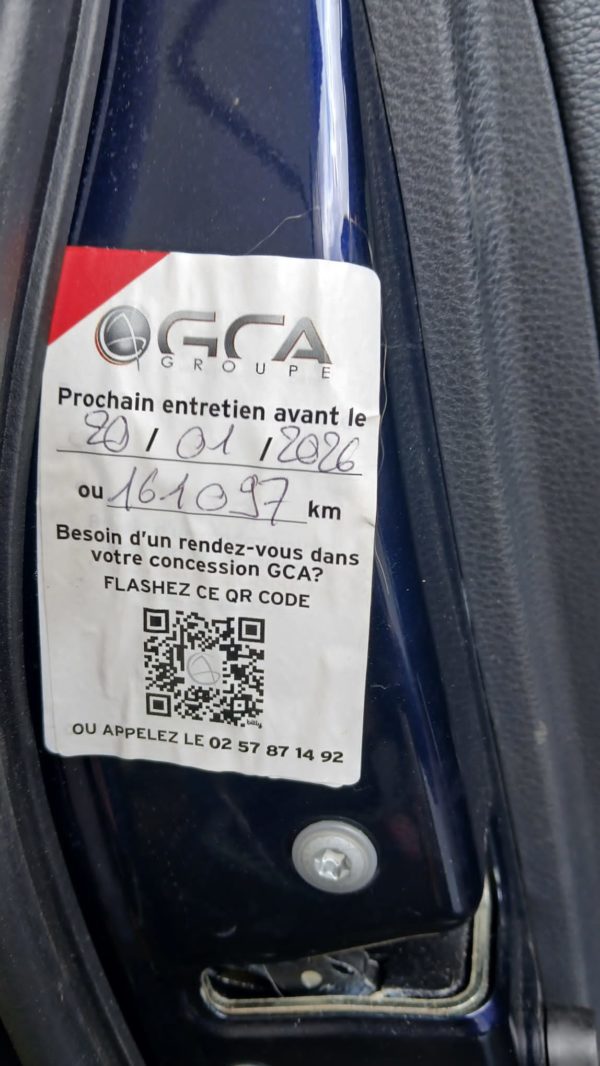 GCA
GROUPE
Prochain entretien avant le
20 / 01 / 2026
ou 161097 km
Besoin d'un rendez-vous dans
votre concession GCA?
FLASHEZ CE QR CODE
billy
OU APPELEZ LE 02 57 87 14 92